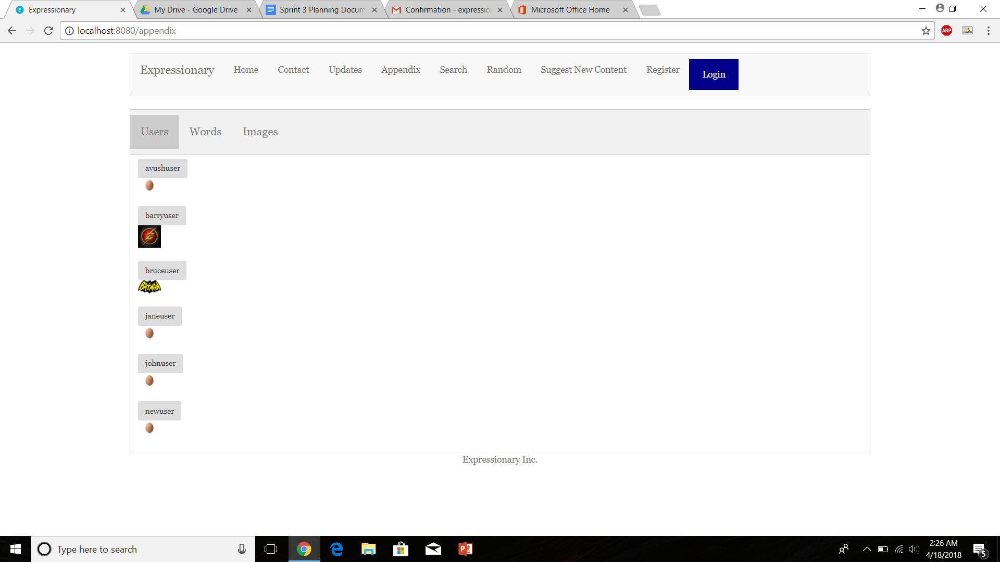 Expressionary
My Drive - Google Drive
Sprint 3 Planning Docum
Confirmation - expressio
Microsoft Office Home
localhost:8080/appendix
ABP
Expressionary Home Contact Updates Appendix Search Random Suggest New Content Register Login
Users Words Images
ayushuser
barryuser
bruceuser
BATMAN
janeuser
johnuser
newuser
Expressionary Inc.
Type here to search
2:26 AM
4/18/2018
5